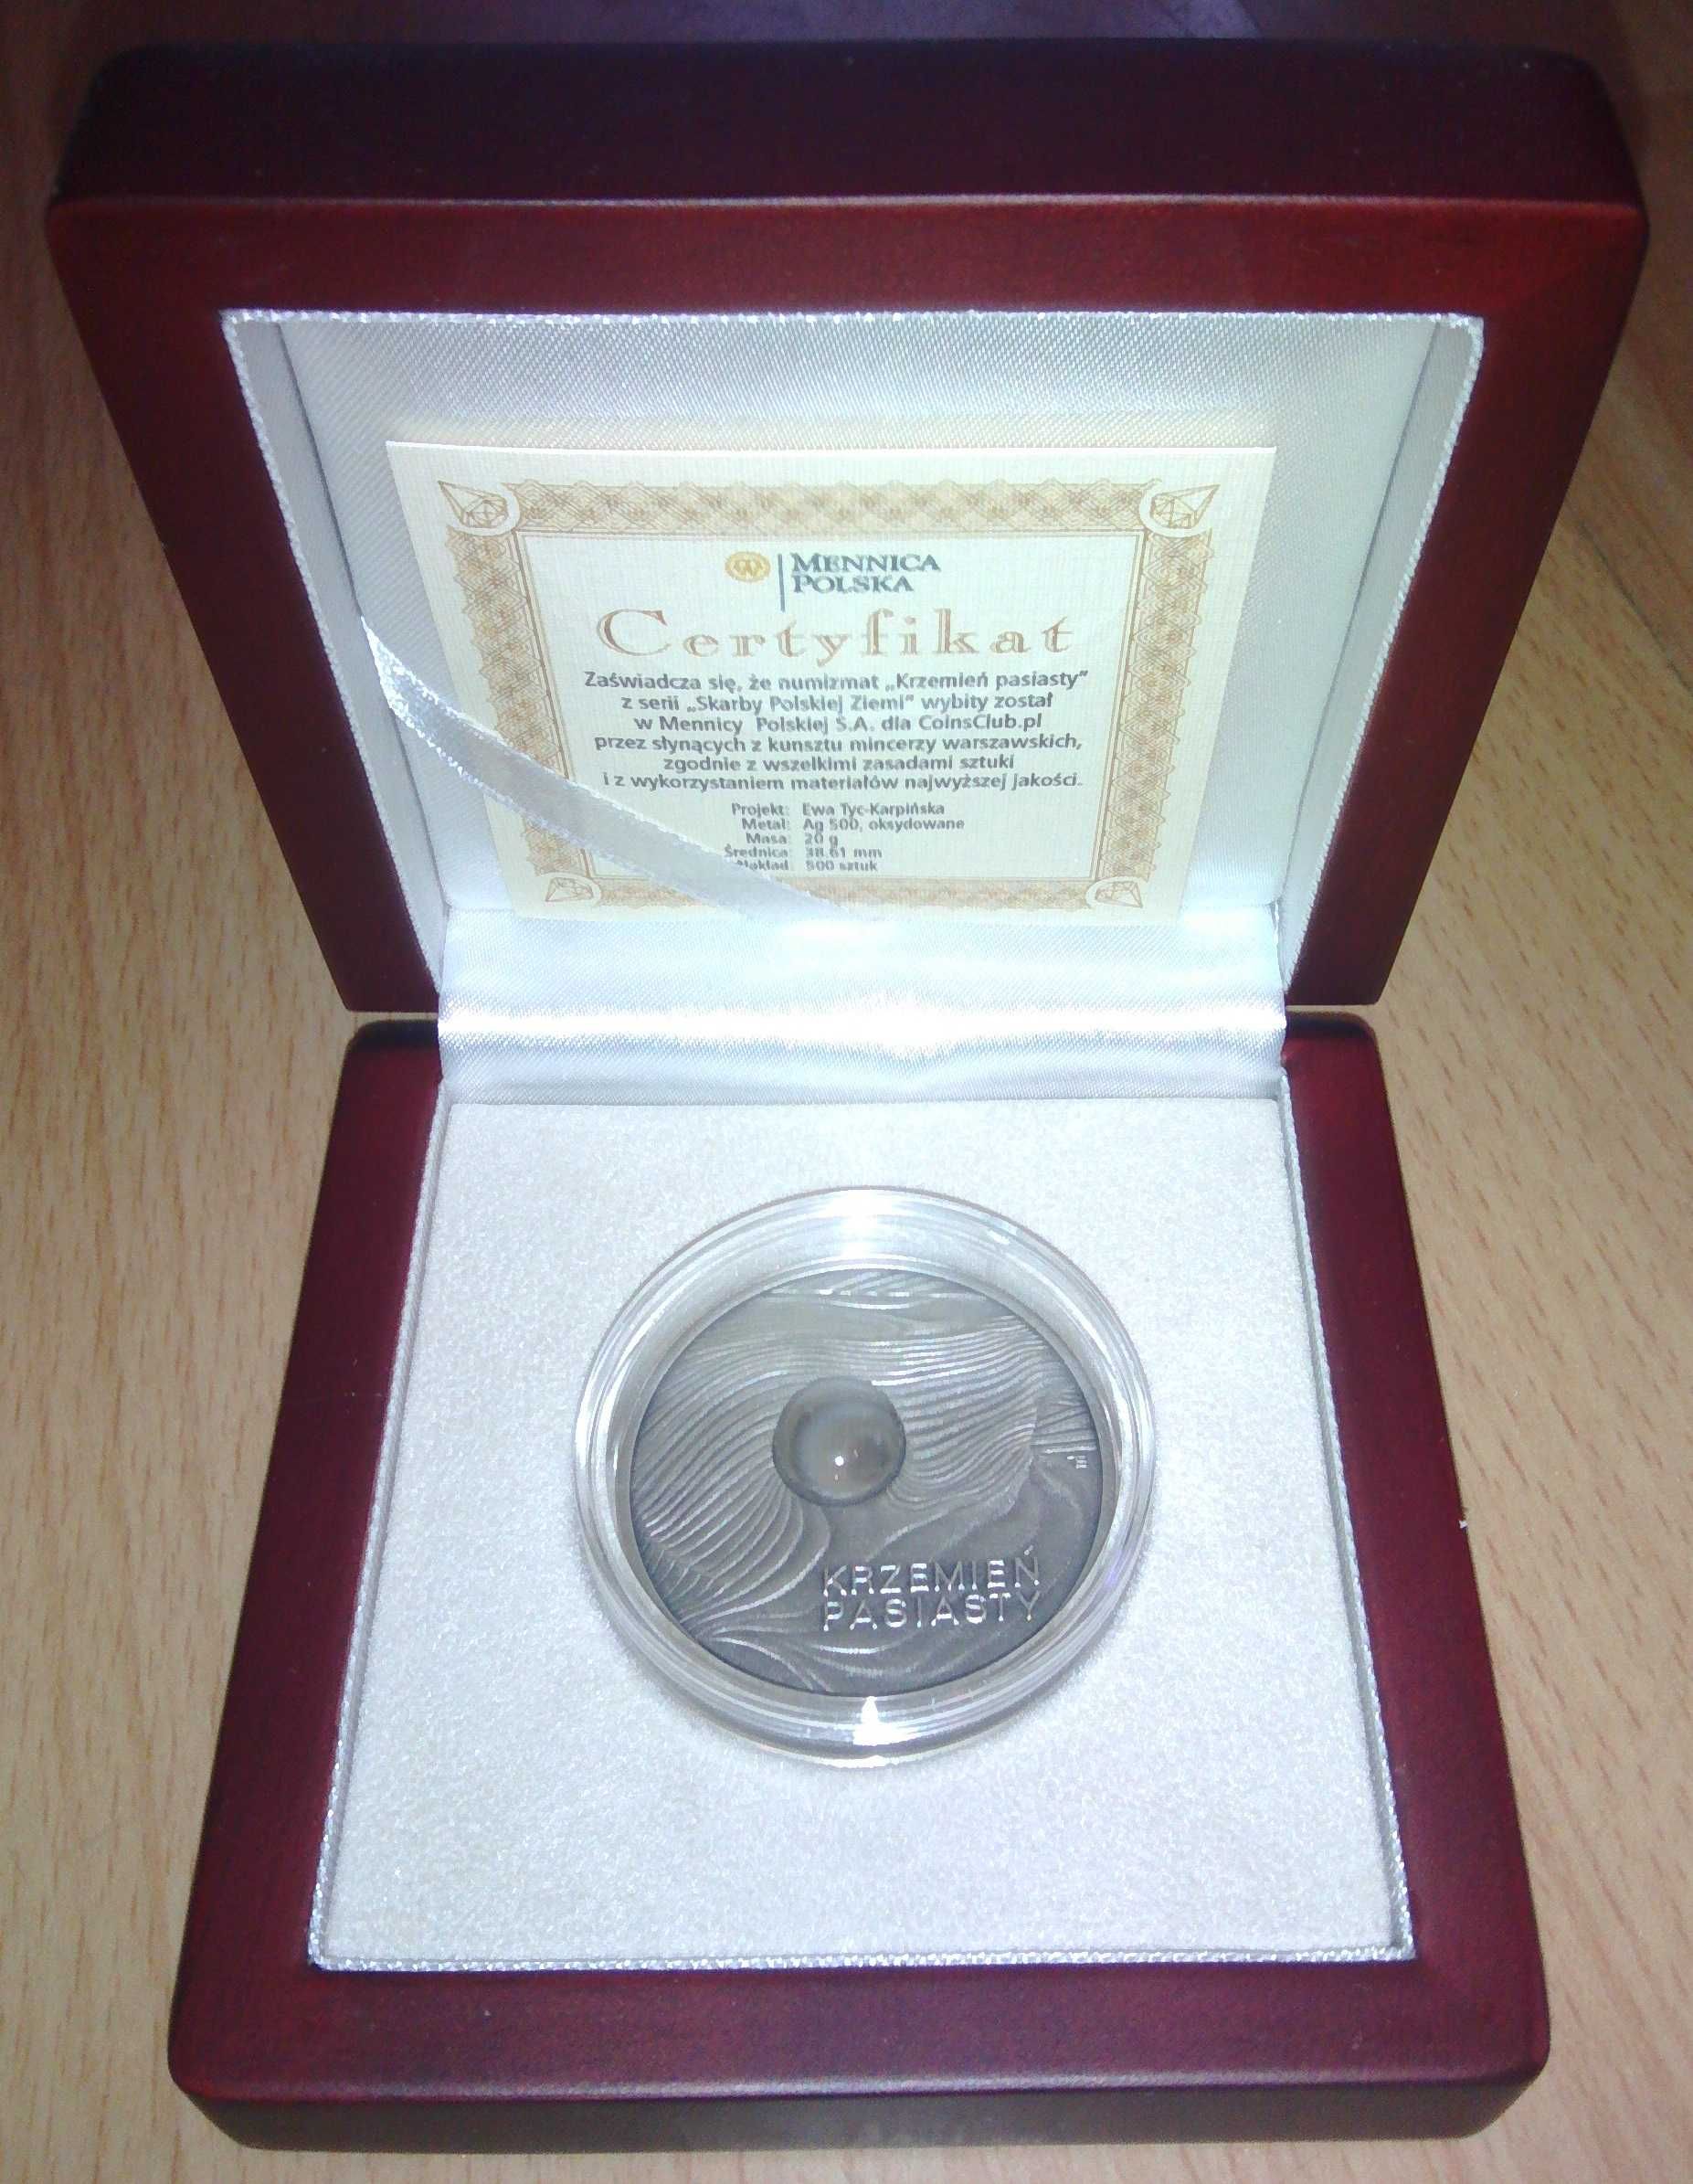 MENNICA
POLSKA
Certyfikat
Zaświadcza się, że numizmat „Krzemień pasiasty”
z serii „Skarby Polskiej Ziemi” wybity został
w Mennicy Polskiej S.A. dla CoinsClub.pl
przez słynących z kunsztu mincerzy warszawskich,
zgodnie z wszelkimi zasadami sztuki
i z wykorzystaniem materiałów najwyższej jakości.
Projekt: Ewa Tyc-Karpińska
Metal: Ag 500, oksydowane
Masa: 20 g
Średnica: 38,61 mm
Nakład: 500 sztuk
KRZEMIEŃ
PASIASTY